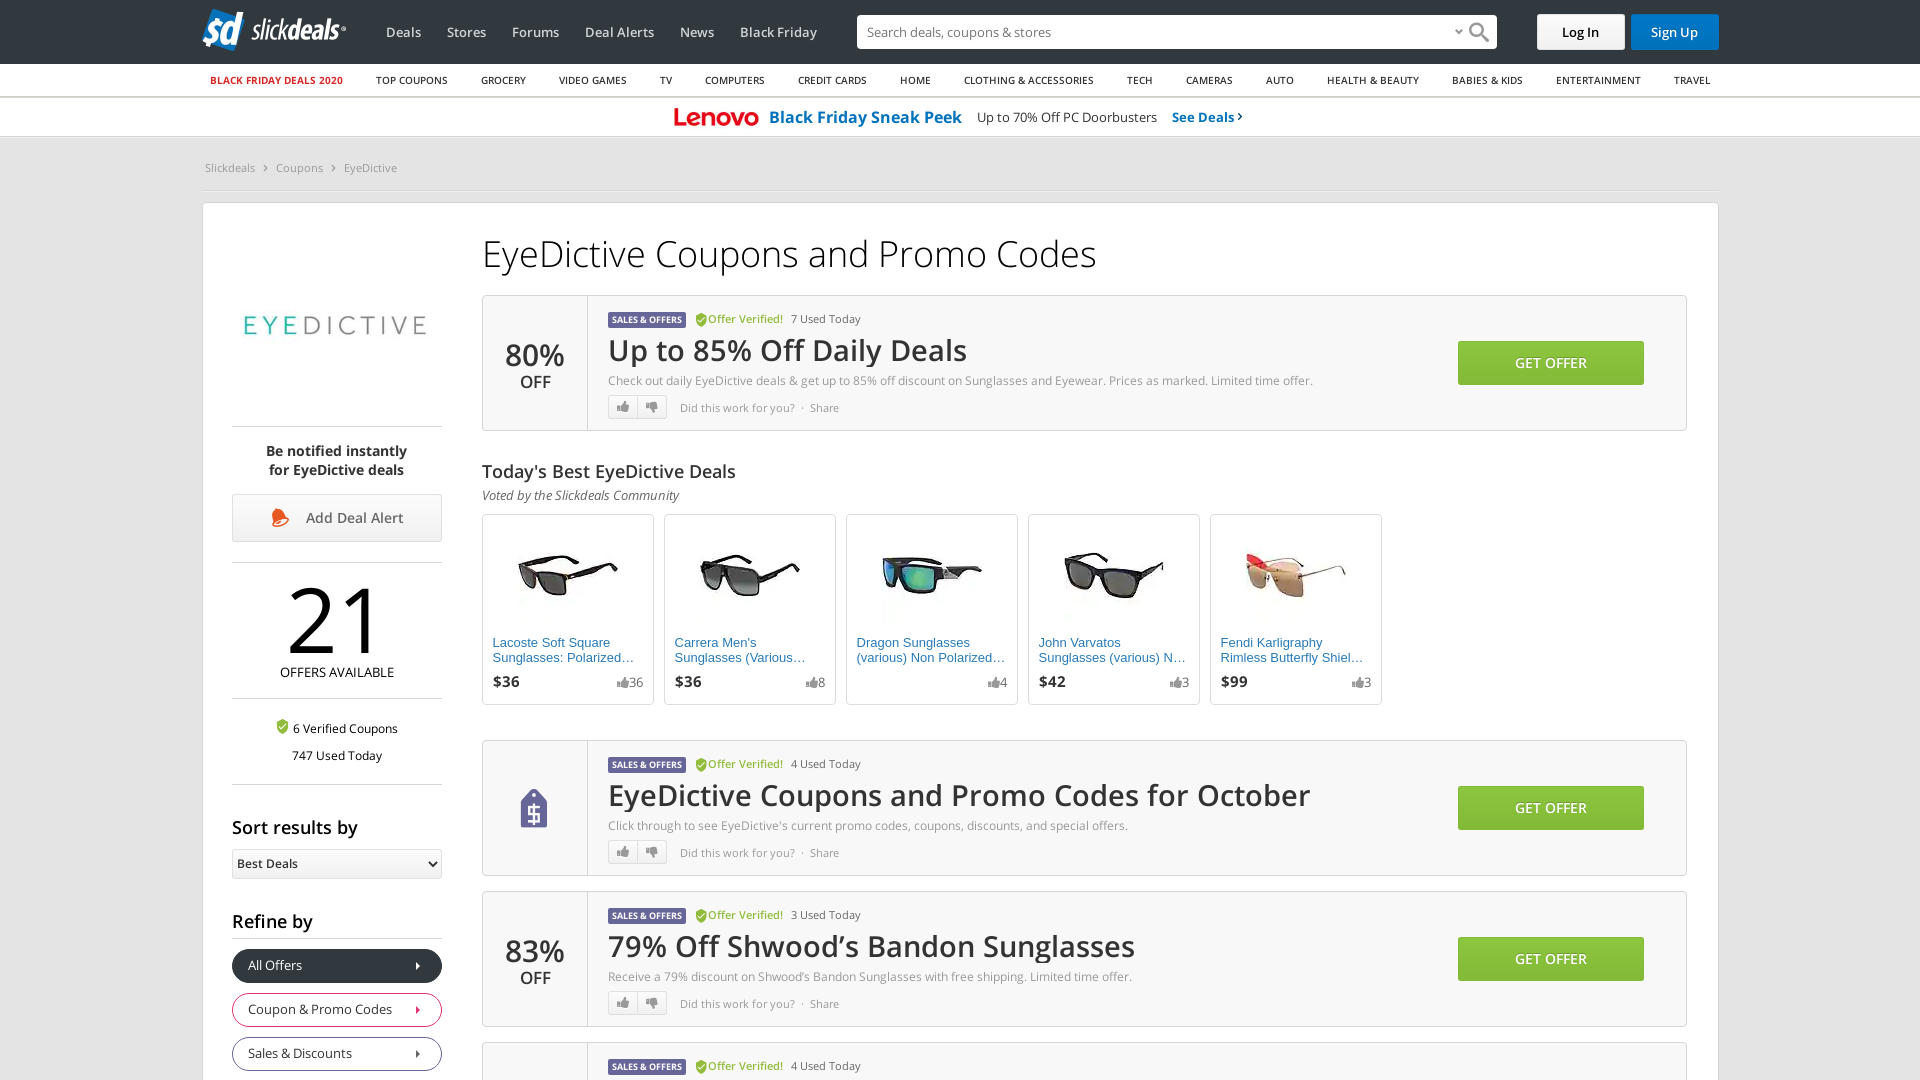 sd slickdeals
Deals
Stores
Forums
Deal Alerts
News
Black Friday
Search deals, coupons & stores
Log In
Sign Up
BLACK FRIDAY DEALS 2020
TOP COUPONS
GROCERY
VIDEO GAMES
TV
COMPUTERS
CREDIT CARDS
HOME
CLOTHING & ACCESSORIES
TECH
CAMERAS
AUTO
HEALTH & BEAUTY
BABIES & KIDS
ENTERTAINMENT
TRAVEL
Lenovo Black Friday Sneak Peek Up to 70% Off PC Doorbusters See Deals
Slickdeals > Coupons > EyeDictive
EYEDICTIVE
Be notified instantly
for EyeDictive deals
Add Deal Alert
21
OFFERS AVAILABLE
6 Verified Coupons
747 Used Today
Sort results by
Best Deals
Refine by
All Offers
Coupon & Promo Codes
Sales & Discounts
EyeDictive Coupons and Promo Codes
80%
OFF
SALES & OFFERS Offer Verified! 7 Used Today
Up to 85% Off Daily Deals
Check out daily EyeDictive deals & get up to 85% off discount on Sunglasses and Eyewear. Prices as marked. Limited time offer.
Did this work for you? · Share
GET OFFER
Today's Best EyeDictive Deals
Voted by the Slickdeals Community
Lacoste Soft Square
Sunglasses: Polarized…
$36 36
Carrera Men's
Sunglasses (Various…
$36 8
Dragon Sunglasses
(various) Non Polarized…
4
John Varvatos
Sunglasses (various) N…
$42 3
Fendi Karligraphy
Rimless Butterfly Shiel…
$99 3
SALES & OFFERS Offer Verified! 4 Used Today
EyeDictive Coupons and Promo Codes for October
Click through to see EyeDictive's current promo codes, coupons, discounts, and special offers.
Did this work for you? · Share
GET OFFER
83%
OFF
SALES & OFFERS Offer Verified! 3 Used Today
79% Off Shwood’s Bandon Sunglasses
Receive a 79% discount on Shwood’s Bandon Sunglasses with free shipping. Limited time offer.
Did this work for you? · Share
GET OFFER
SALES & OFFERS Offer Verified! 4 Used Today